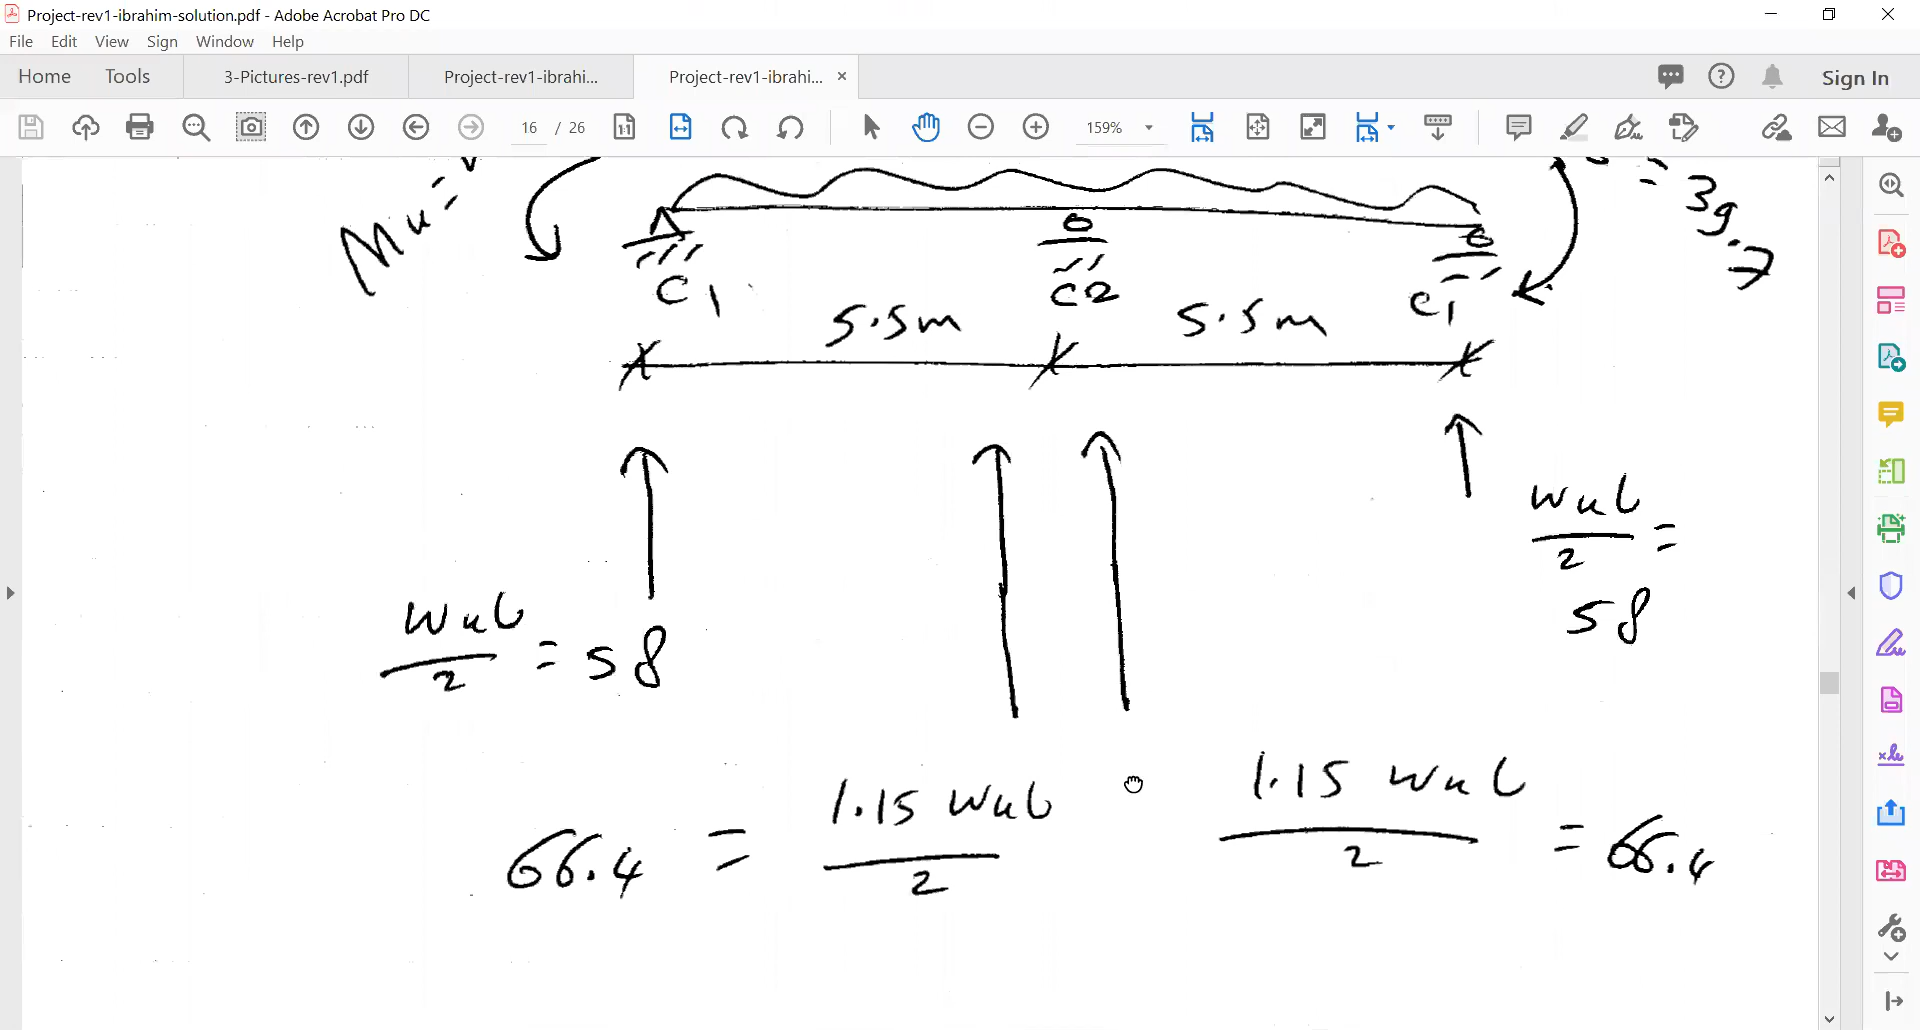 Project-rev1-ibrahim-solution.pdf - Adobe Acrobat Pro DC
File Edit View Sign Window Help
Home Tools 3-Pictures-rev1.pdf Project-rev1-ibrahi... Project-rev1-ibrahi... × Sign In
16 / 26 159%
Mu =
= 39.7
C1 C2 C1
5.5m 5.5m
WuL
2
=
58
WuL
2
= 58
66.4 = 1.15 WuL
2
1.15 WuL
2
= 66.4